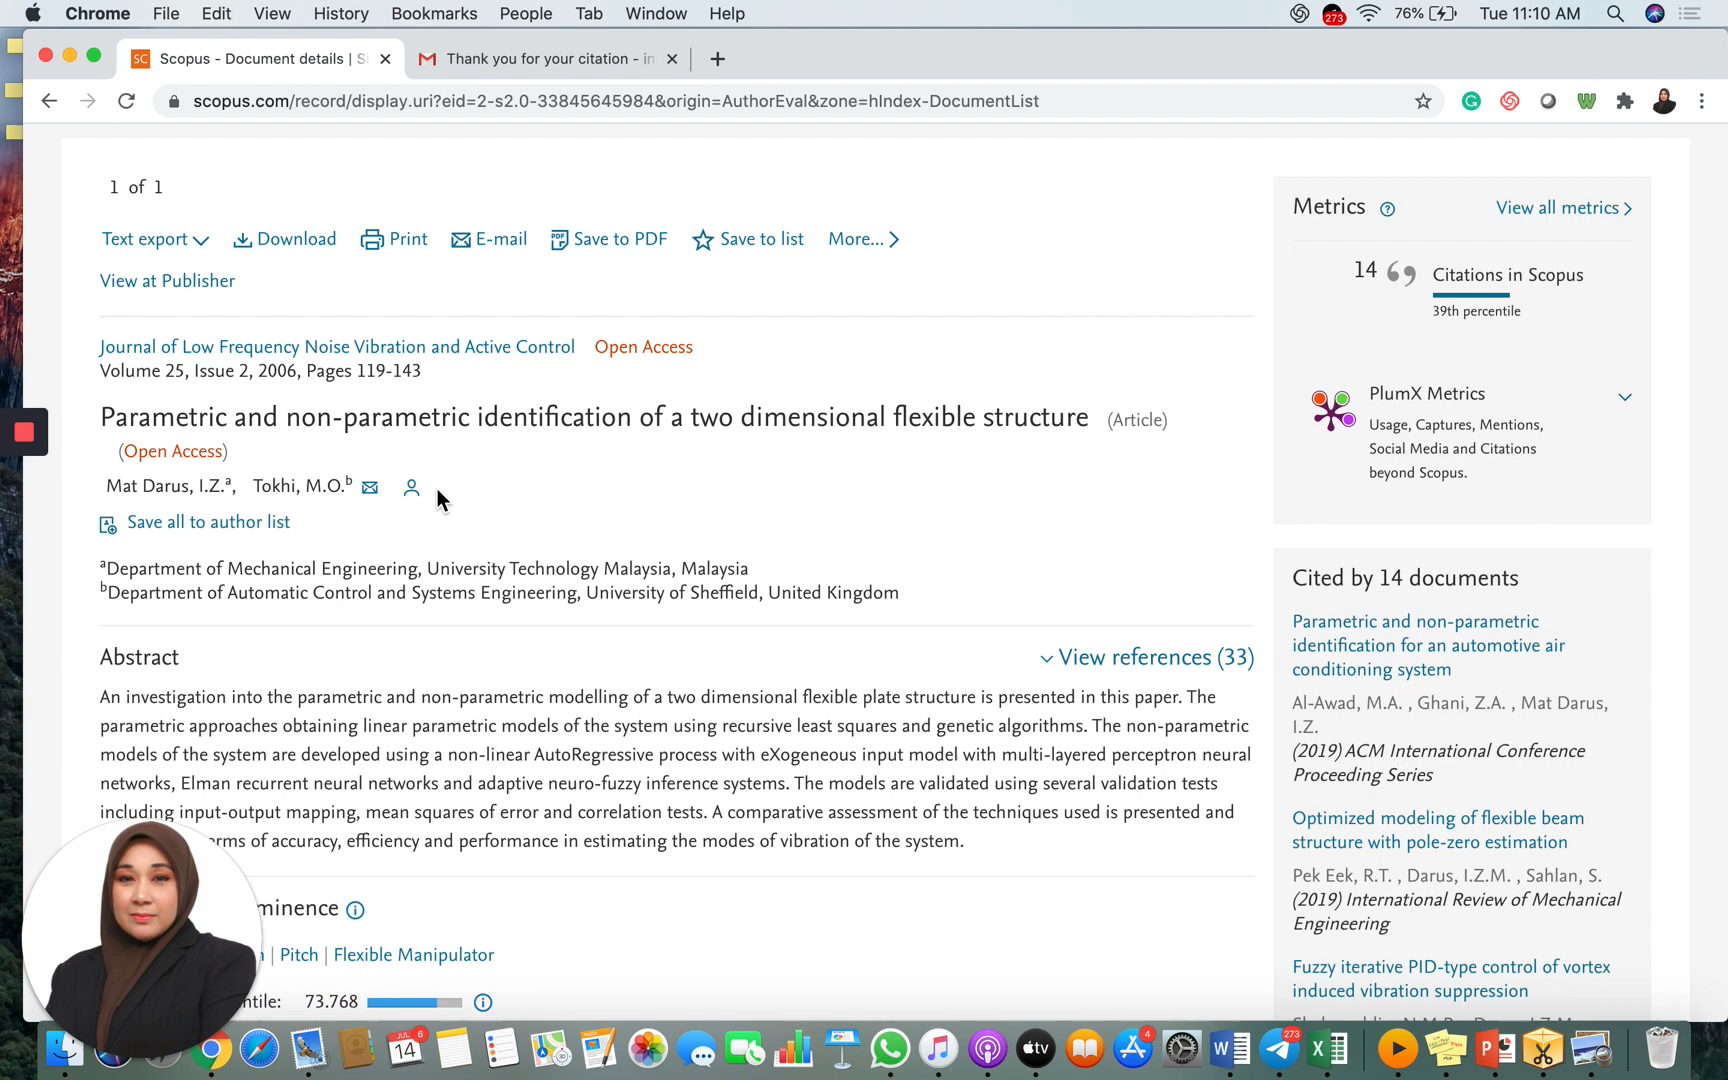 Chrome File Edit View History Bookmarks People Tab Window Help 273 76% Tue 11:10 AM
SC Scopus - Document details | S Thank you for your citation - in
scopus.com/record/display.uri?eid=2-s2.0-33845645984&origin=AuthorEval&zone=hIndex-DocumentList
1 of 1
Text export Download Print E-mail PDF Save to PDF Save to list More...
View at Publisher
Journal of Low Frequency Noise Vibration and Active Control Open Access
Volume 25, Issue 2, 2006, Pages 119-143
Parametric and non-parametric identification of a two dimensional flexible structure (Article)
(Open Access)
Mat Darus, I.Z.a, Tokhi, M.O.b
Save all to author list
aDepartment of Mechanical Engineering, University Technology Malaysia, Malaysia
bDepartment of Automatic Control and Systems Engineering, University of Sheffield, United Kingdom
Abstract View references (33)
An investigation into the parametric and non-parametric modelling of a two dimensional flexible plate structure is presented in this paper. The
parametric approaches obtaining linear parametric models of the system using recursive least squares and genetic algorithms. The non-parametric
models of the system are developed using a non-linear AutoRegressive process with eXogeneous input model with multi-layered perceptron neural
networks, Elman recurrent neural networks and adaptive neuro-fuzzy inference systems. The models are validated using several validation tests
including input-output mapping, mean squares of error and correlation tests. A comparative assessment of the techniques used is presented and
rms of accuracy, efficiency and performance in estimating the modes of vibration of the system.
minence
| Pitch | Flexible Manipulator
ntile: 73.768
Metrics View all metrics
14 Citations in Scopus
39th percentile
PlumX Metrics
Usage, Captures, Mentions,
Social Media and Citations
beyond Scopus.
Cited by 14 documents
Parametric and non-parametric
identification for an automotive air
conditioning system
Al-Awad, M.A. , Ghani, Z.A. , Mat Darus,
I.Z.
(2019) ACM International Conference
Proceeding Series
Optimized modeling of flexible beam
structure with pole-zero estimation
Pek Eek, R.T. , Darus, I.Z.M. , Sahlan, S.
(2019) International Review of Mechanical
Engineering
Fuzzy iterative PID-type control of vortex
induced vibration suppression
JUL 14 6 tv 4 W 273 X P